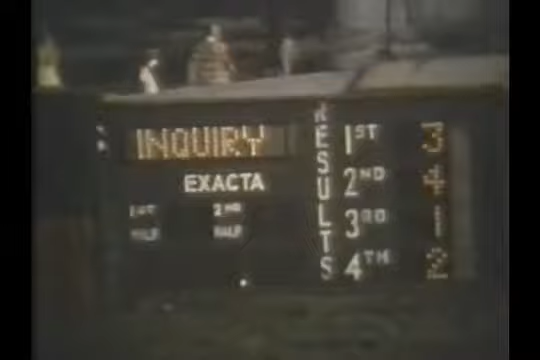 INQUIRY
EXACTA
1ST 2ND
HALF HALF
RESULTS
1ST 3
2ND 4
3RD 1
4TH 2